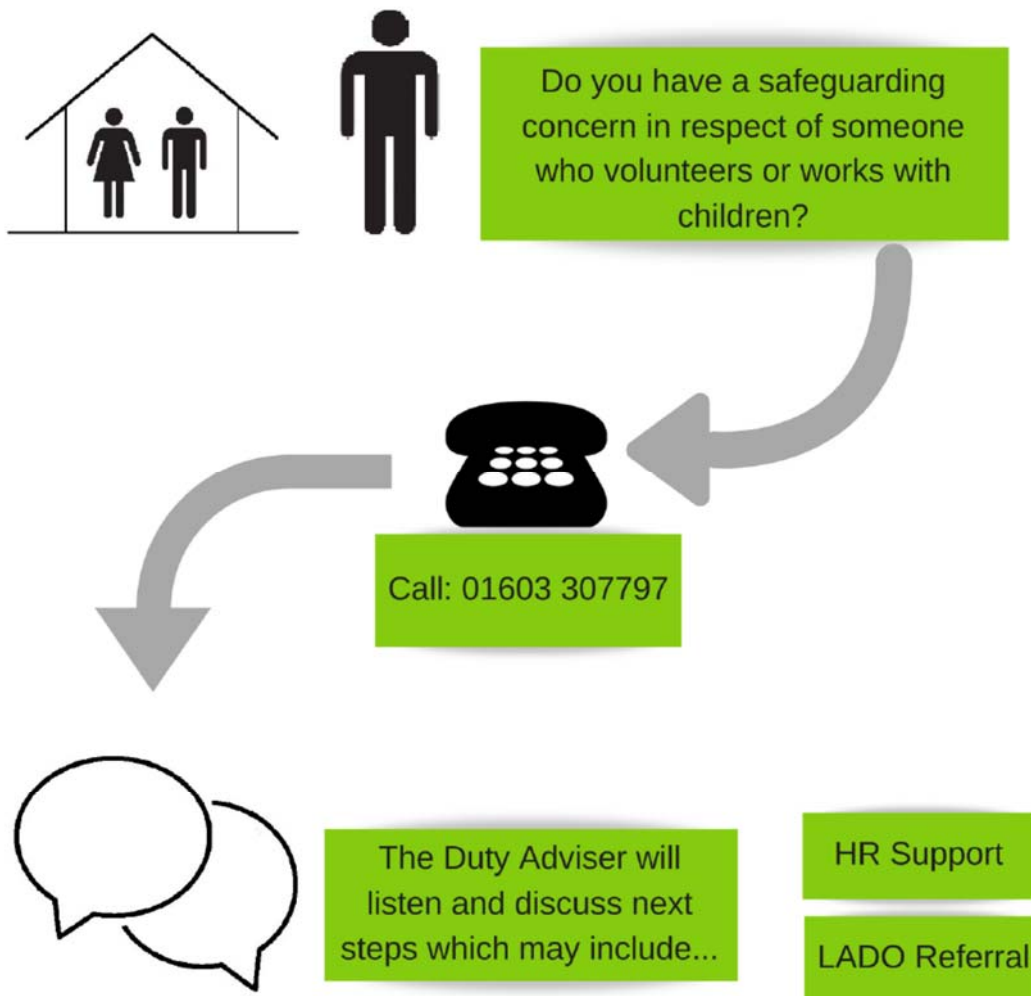 Do you have a safeguarding
concern in respect of someone
who volunteers or works with
children?
Call: 01603 307797
The Duty Adviser will
listen and discuss next
steps which may include...
HR Support
LADO Referral